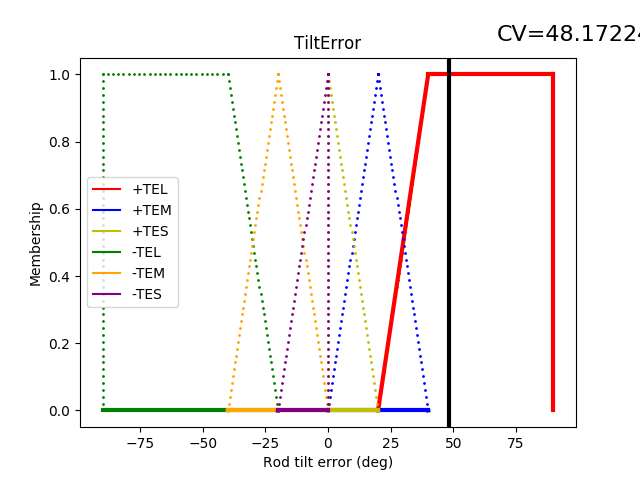 CV=48.17224
TiltError
1.0
0.8
0.6
0.4
0.2
0.0
Membership
+TEL
+TEM
+TES
-TEL
-TEM
-TES
−75 −50 −25 0 25 50 75
Rod tilt error (deg)